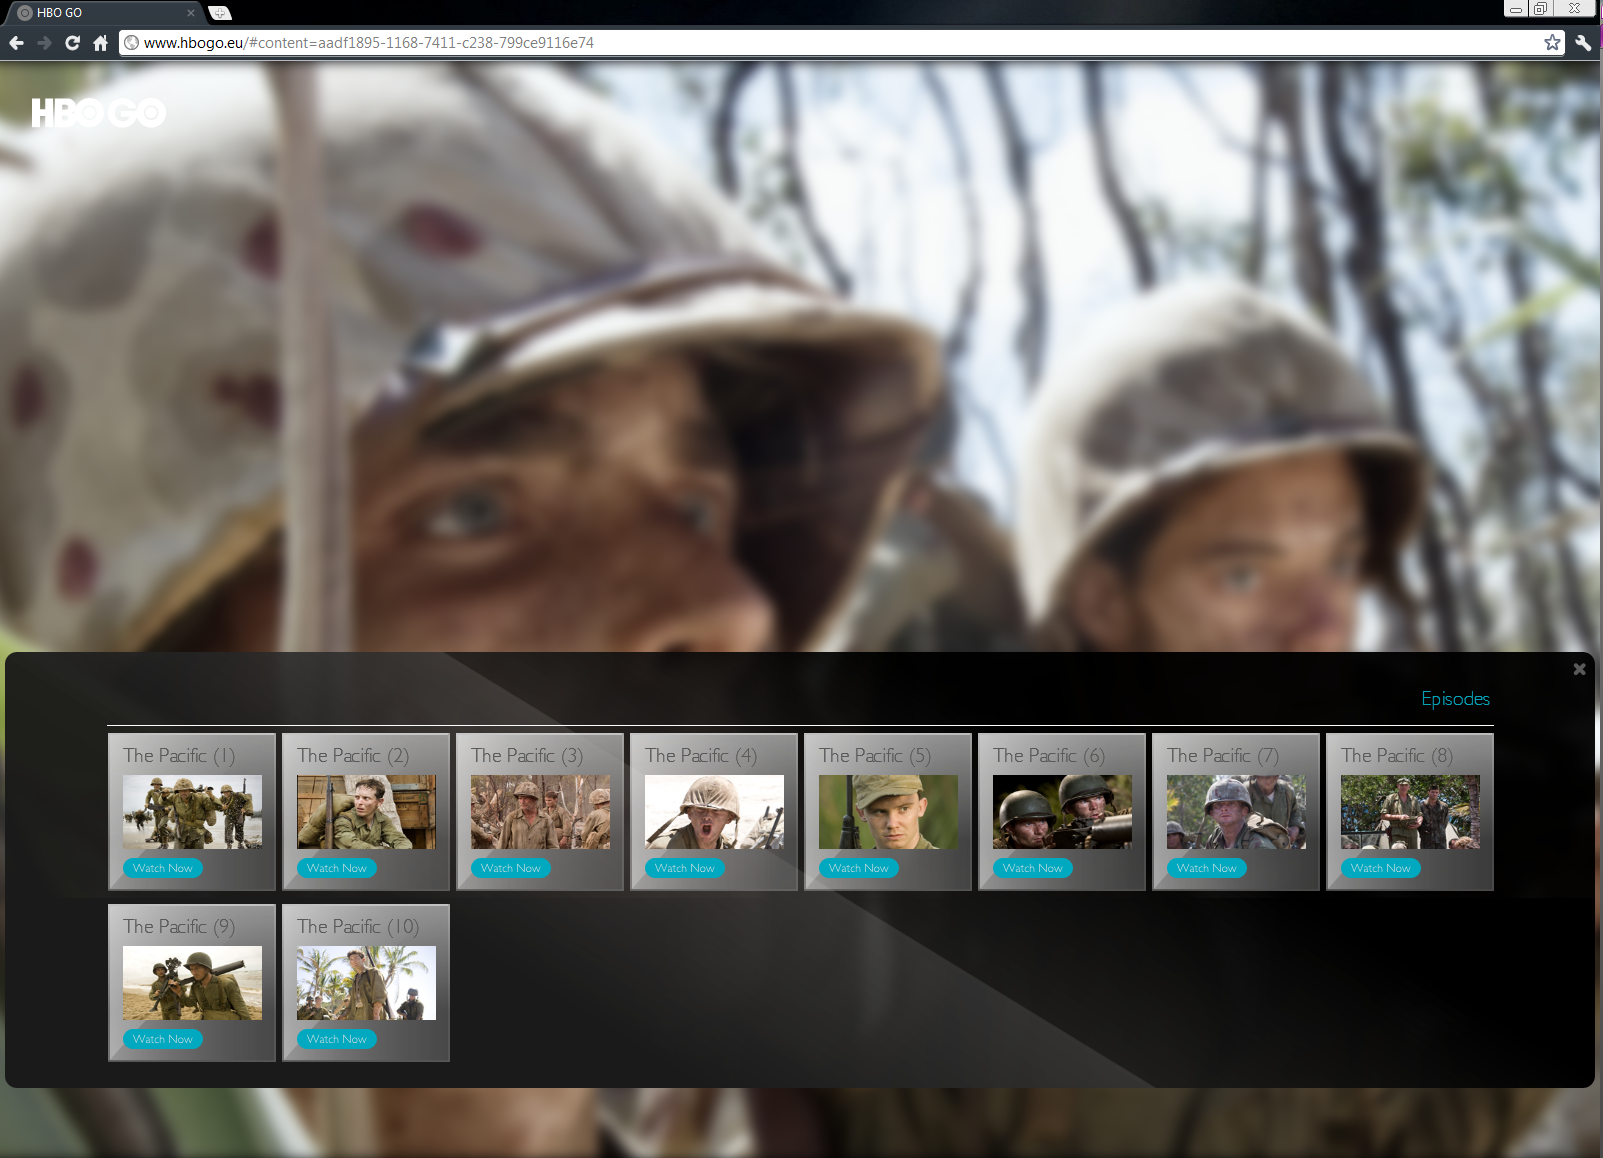 HBO GO
www.hbogo.eu/#content=aadf1895-1168-7411-c238-799ce9116e74
HBO GO
Episodes
The Pacific (1)
The Pacific (2)
The Pacific (3)
The Pacific (4)
The Pacific (5)
The Pacific (6)
The Pacific (7)
The Pacific (8)
Watch Now
Watch Now
Watch Now
Watch Now
Watch Now
Watch Now
Watch Now
Watch Now
The Pacific (9)
The Pacific (10)
Watch Now
Watch Now